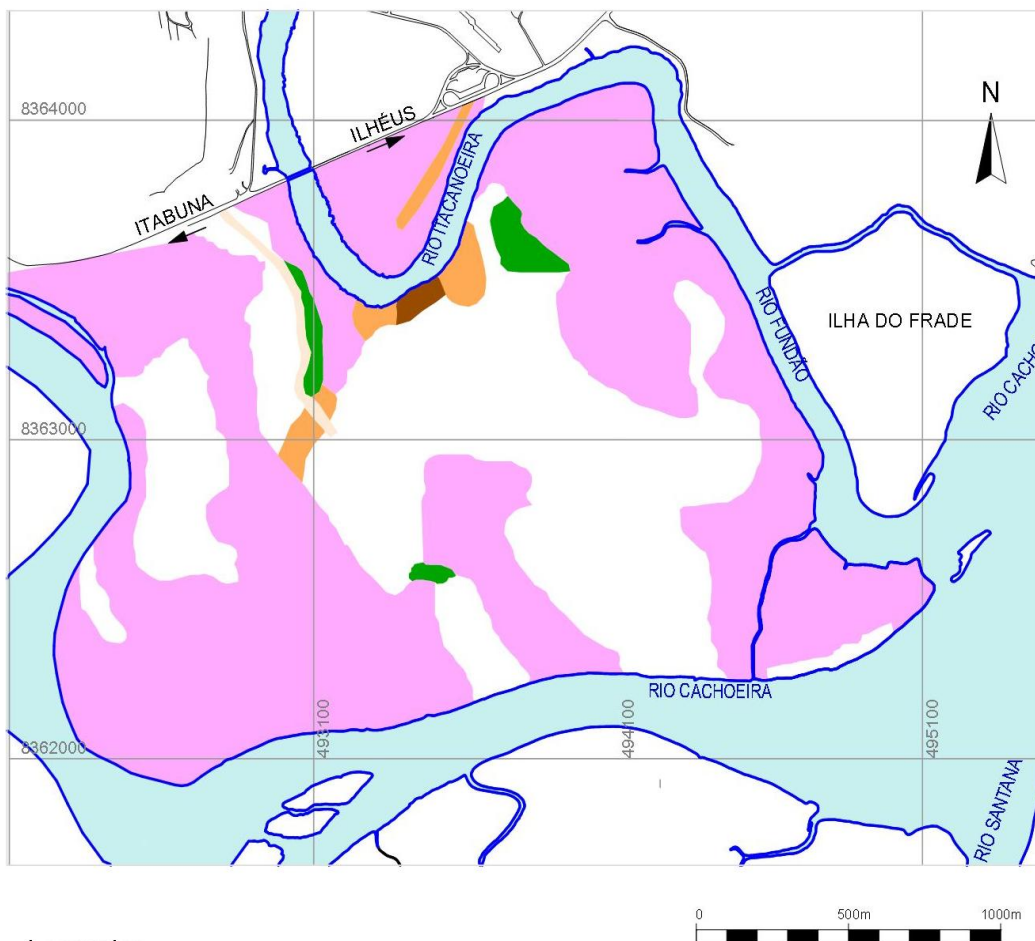 N
8364000
ILHÉUS
ITABUNA
RIO ITACANOEIRA
RIO FUNDÃO
ILHA DO FRADE
RIO CACHO
8363000
RIO CACHOEIRA
493100
494100
495100
8362000
RIO SANTANA
0 500m 1000m